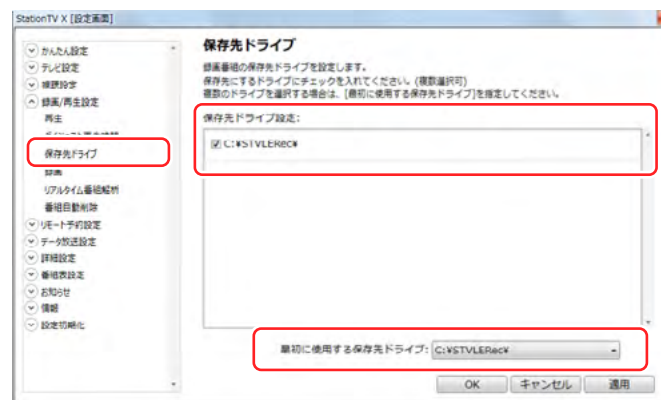 StationTV X [設定画面]
かんたん設定
テレビ設定
視聴設定
録画/再生設定
再生
保存先ドライブ
録画
リアルタイム番組解析
番組自動削除
リモート予約設定
データ放送設定
詳細設定
番組表設定
お知らせ
情報
設定初期化
保存先ドライブ
録画番組の保存先ドライブを設定します。
保存先にするドライブにチェックを入れてください。(複数選択可)
複数のドライブを選択する場合は、[最初に使用する保存先ドライブ]を指定してください。
保存先ドライブ設定:
C:¥STVLERec¥
最初に使用する保存先ドライブ: C:¥STVLERec¥
OK キャンセル 適用